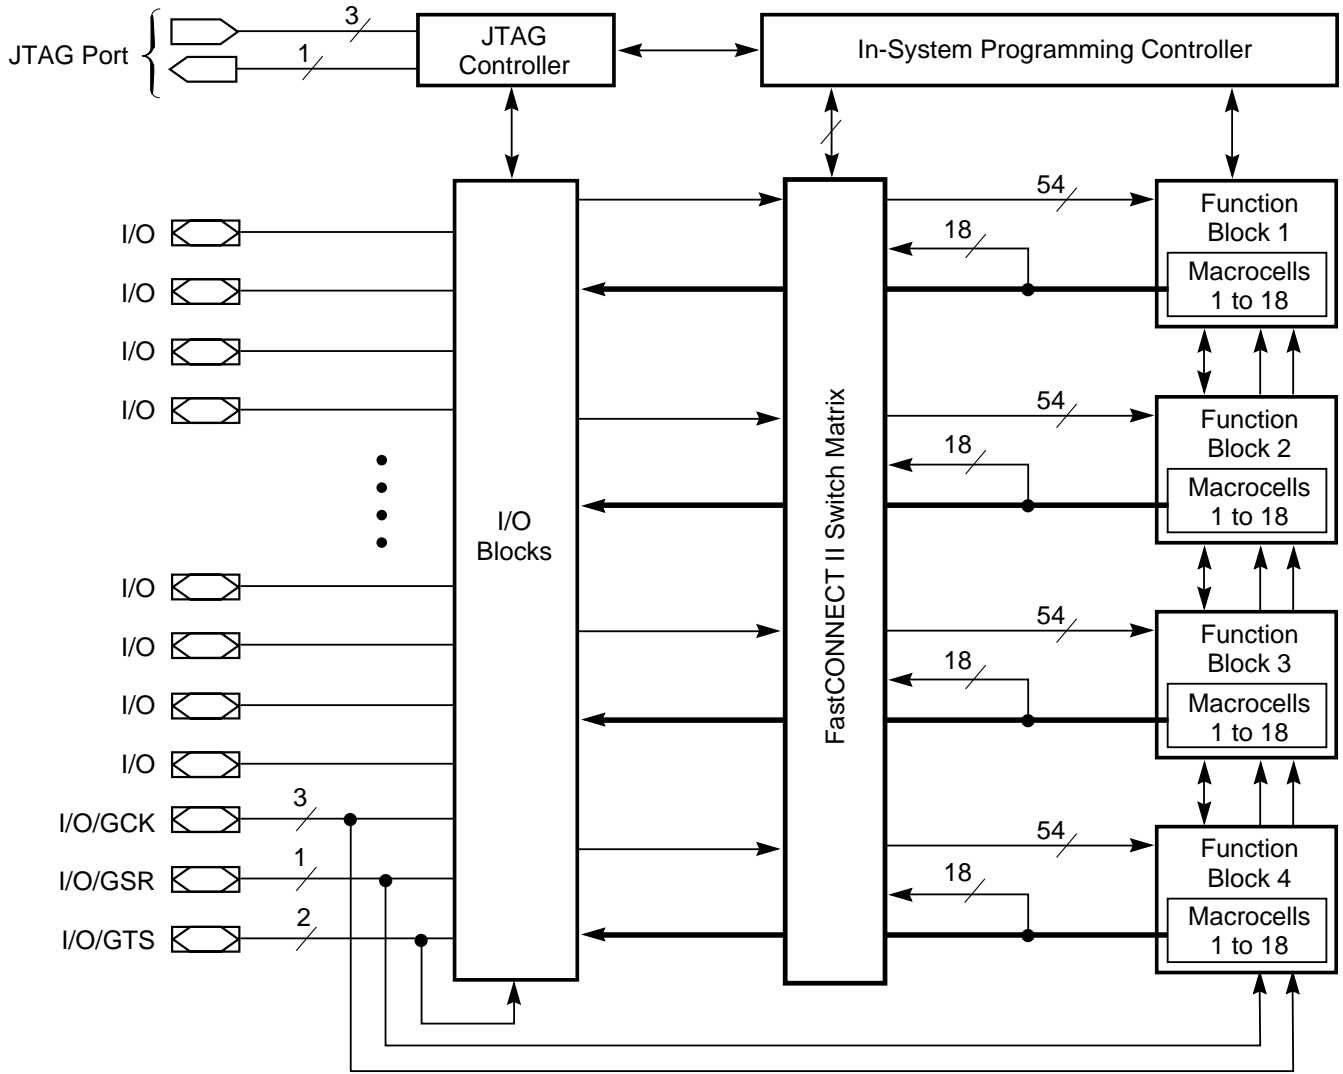 JTAG Port
3
1
JTAG
Controller
In-System Programming Controller
I/O
I/O
I/O
I/O
I/O
I/O
I/O
I/O
I/O/GCK
3
I/O/GSR
1
I/O/GTS
2
I/O
Blocks
FastCONNECT II Switch Matrix
54
18
Function
Block 1
Macrocells
1 to 18
54
18
Function
Block 2
Macrocells
1 to 18
54
18
Function
Block 3
Macrocells
1 to 18
54
18
Function
Block 4
Macrocells
1 to 18